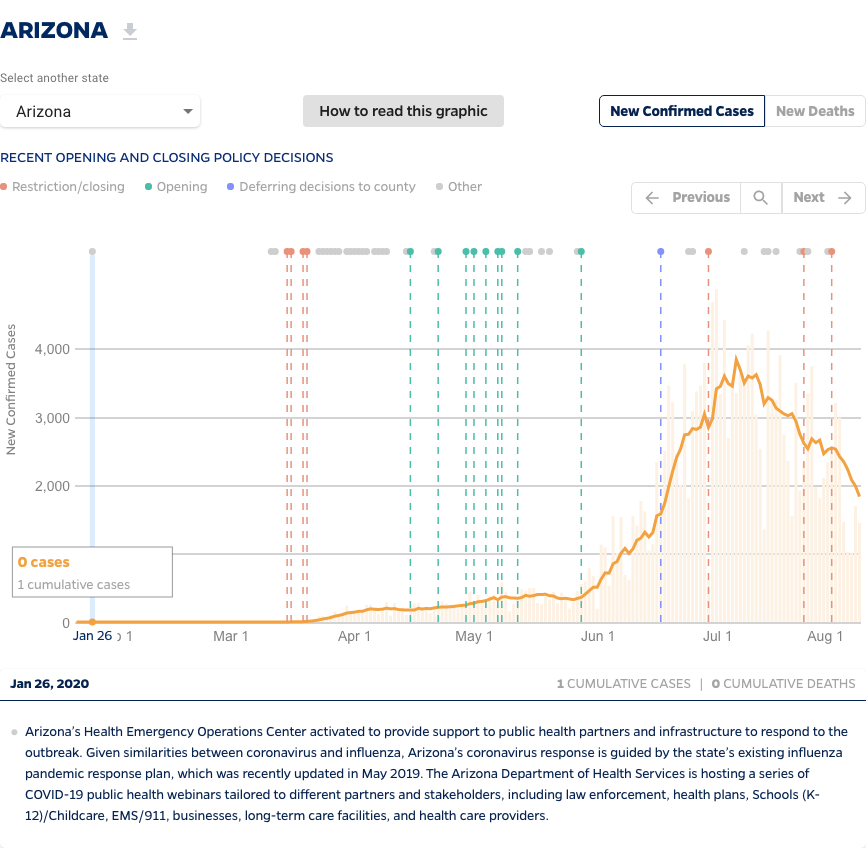 ARIZONA
Select another state
Arizona
How to read this graphic
New Confirmed Cases
New Deaths
RECENT OPENING AND CLOSING POLICY DECISIONS
Restriction/closing
Opening
Deferring decisions to county
Other
Previous
Next
New Confirmed Cases
4,000
3,000
2,000
0 cases
1 cumulative cases
0
Jan 26
1
Mar 1
Apr 1
May 1
Jun 1
Jul 1
Aug 1
Jan 26, 2020
1 CUMULATIVE CASES | 0 CUMULATIVE DEATHS
Arizona's Health Emergency Operations Center activated to provide support to public health partners and infrastructure to respond to the
outbreak. Given similarities between coronavirus and influenza, Arizona's coronavirus response is guided by the state's existing influenza
pandemic response plan, which was recently updated in May 2019. The Arizona Department of Health Services is hosting a series of
COVID-19 public health webinars tailored to different partners and stakeholders, including law enforcement, health plans, Schools (K-
12)/Childcare, EMS/911, businesses, long-term care facilities, and health care providers.